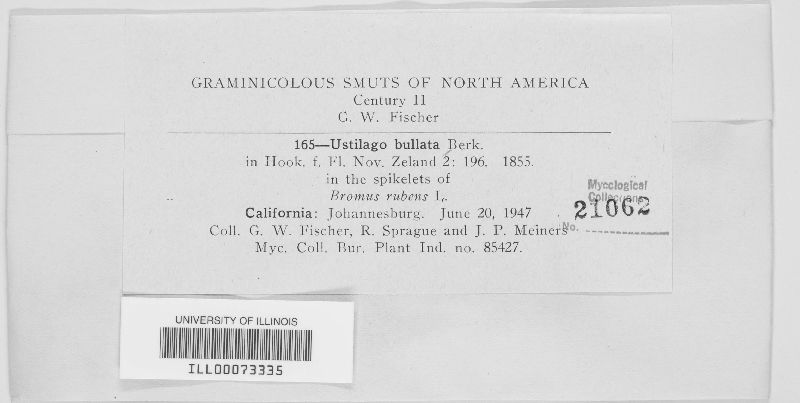 GRAMINICOLOUS SMUTS OF NORTH AMERICA
Century II
G. W. Fischer
165—Ustilago bullata Berk.
in Hook. f. Fl. Nov. Zeland 2: 196. 1855.
in the spikelets of
Bromus rubens L.
California: Johannesburg. June 20, 1947
Coll. G. W. Fischer, R. Sprague and J. P. Meiners
Myc. Coll. Bur. Plant Ind. no. 85427.
Mycological
Collections
21062
No.
UNIVERSITY OF ILLINOIS
ILL00073335